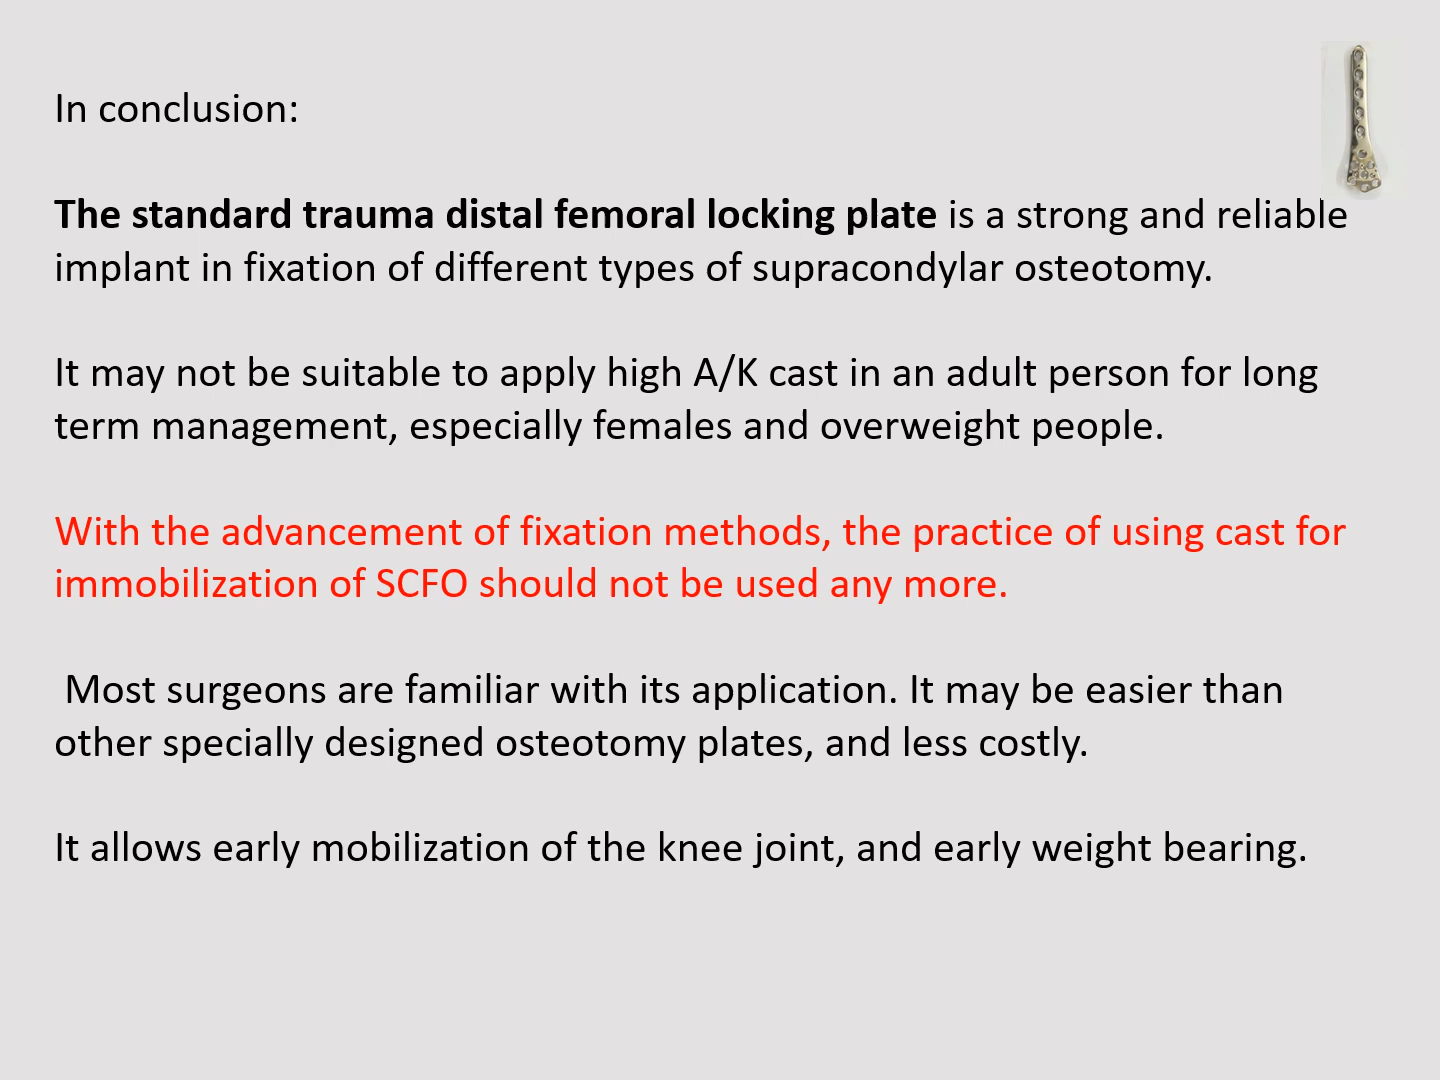 In conclusion:
The standard trauma distal femoral locking plate is a strong and reliable
implant in fixation of different types of supracondylar osteotomy.
It may not be suitable to apply high A/K cast in an adult person for long
term management, especially females and overweight people.
With the advancement of fixation methods, the practice of using cast for
immobilization of SCFO should not be used any more.
Most surgeons are familiar with its application. It may be easier than
other specially designed osteotomy plates, and less costly.
It allows early mobilization of the knee joint, and early weight bearing.